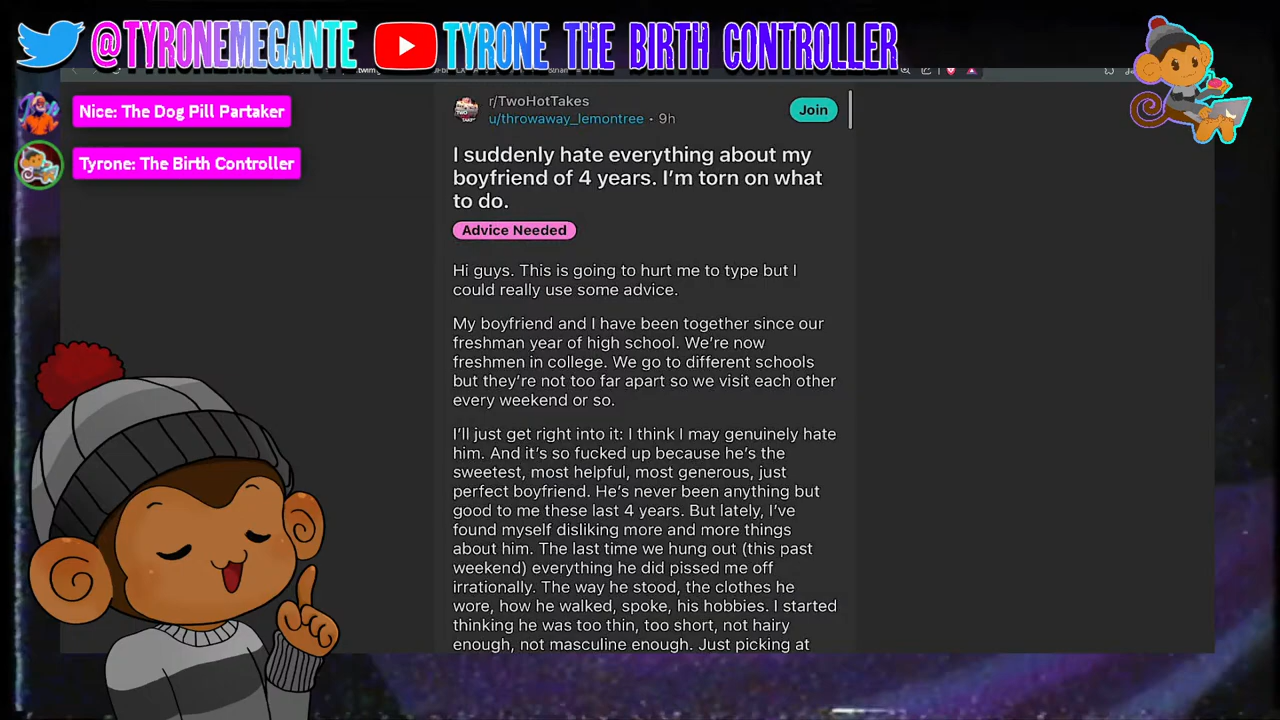 @TYRONEMEGANTE TYRONE THE BIRTH CONTROLLER
Nice: The Dog Pill Partaker
Tyrone: The Birth Controller
r/TwoHotTakes
u/throwaway_lemontree • 9h
Join
I suddenly hate everything about my
boyfriend of 4 years. I’m torn on what
to do.
Advice Needed
Hi guys. This is going to hurt me to type but I
could really use some advice.
My boyfriend and I have been together since our
freshman year of high school. We’re now
freshmen in college. We go to different schools
but they’re not too far apart so we visit each other
every weekend or so.
I’ll just get right into it: I think I may genuinely hate
him. And it’s so fucked up because he’s the
sweetest, most helpful, most generous, just
perfect boyfriend. He’s never been anything but
good to me these last 4 years. But lately, I’ve
found myself disliking more and more things
about him. The last time we hung out (this past
weekend) everything he did pissed me off
irrationally. The way he stood, the clothes he
wore, how he walked, spoke, his hobbies. I started
thinking he was too thin, too short, not hairy
enough, not masculine enough. Just picking at